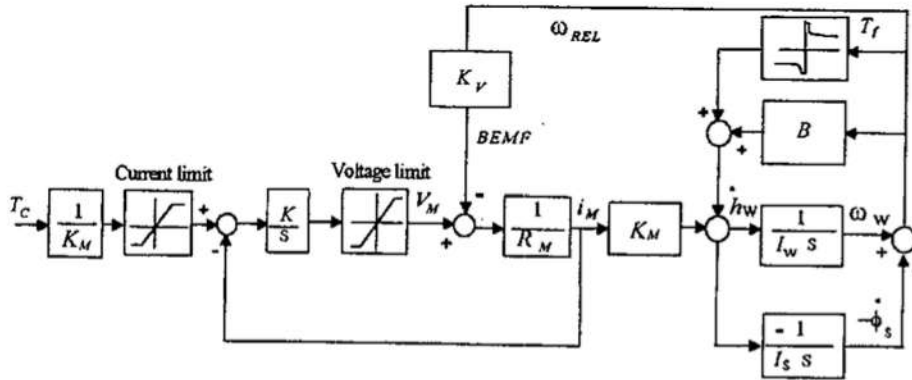 ω_REL
T_f
K_V
+
B
+
BEMF
Current limit
Voltage limit
T_C
1
K_M
+
-
K
s
V_M
-
+
1
R_M
i_M
K_M
ḣ_W
1
I_w s
ω_w
+
- 1
I_s s
-φ̇_s